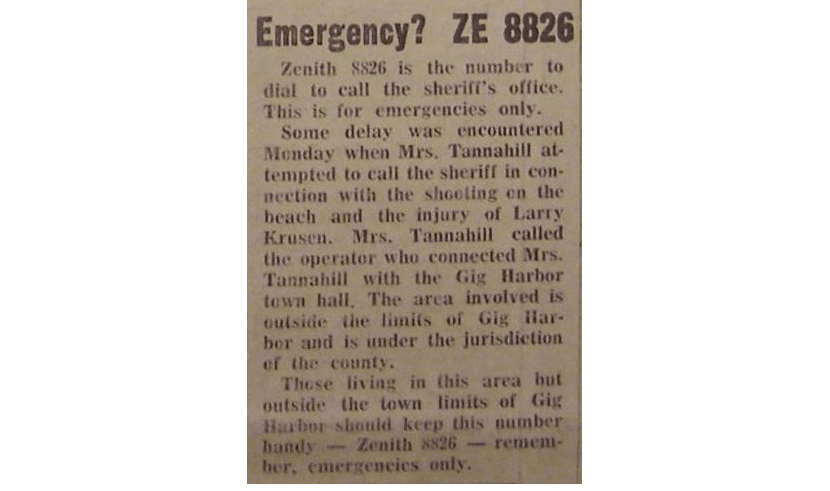 Emergency? ZE 8826
Zenith 8826 is the number to
dial to call the sheriff's office.
This is for emergencies only.
Some delay was encountered
Monday when Mrs. Tannahill at-
tempted to call the sheriff in con-
nection with the shooting on the
beach and the injury of Larry
Krusen. Mrs. Tannahill called
the operator who connected Mrs.
Tannahill with the Gig Harbor
town hall. The area involved is
outside the limits of Gig Har-
bor and is under the jurisdiction
of the county.
Those living in this area but
outside the town limits of Gig
Harbor should keep this number
handy — Zenith 8826 — remem-
ber, emergencies only.